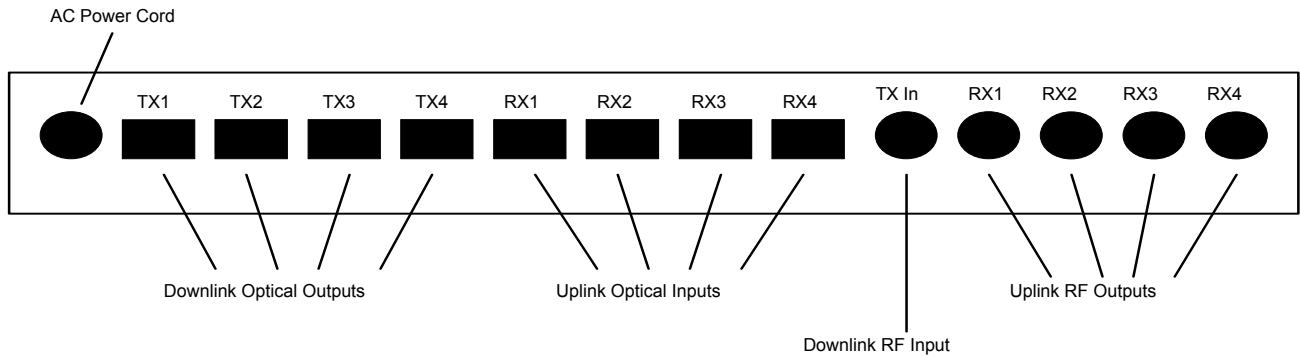 AC Power Cord
TX1 TX2 TX3 TX4 RX1 RX2 RX3 RX4 TX In RX1 RX2 RX3 RX4
Downlink Optical Outputs Uplink Optical Inputs Uplink RF Outputs
Downlink RF Input